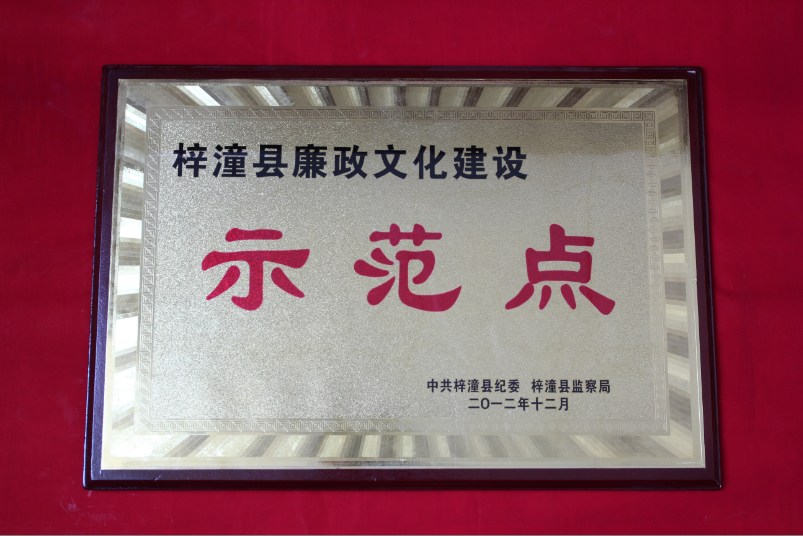 梓潼县廉政文化建设
示范点
中共梓潼县纪委 梓潼县监察局
二〇一二年十二月